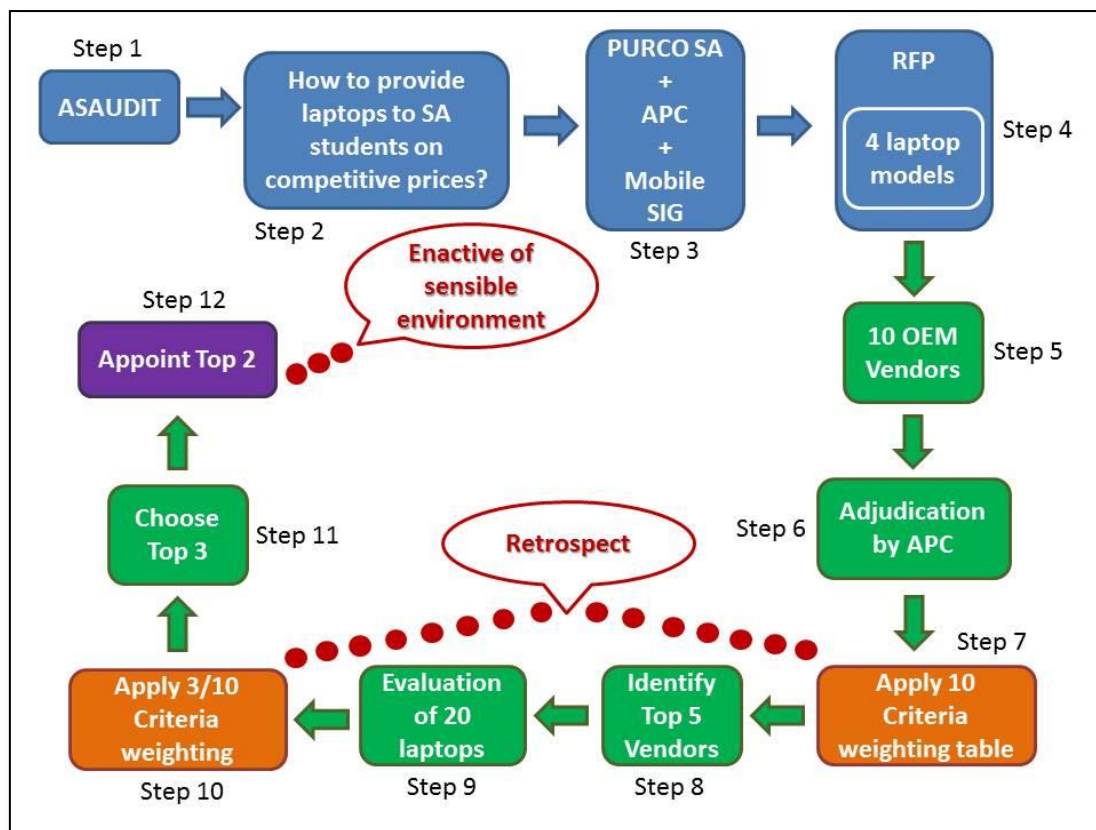 Step 1
ASAUDIT
How to provide
laptops to SA
students on
competitive prices?
Step 2
PURCO SA
+
APC
+
Mobile
SIG
Step 3
RFP
4 laptop
models
Step 4
10 OEM
Vendors
Step 5
Adjudication
by APC
Step 6
Step 7
Apply 10
Criteria
weighting table
Retrospect
Identify
Top 5
Vendors
Step 8
Evaluation
of 20
laptops
Step 9
Apply 3/10
Criteria
weighting
Step 10
Choose
Top 3
Step 11
Step 12
Appoint Top 2
Enactive of
sensible
environment